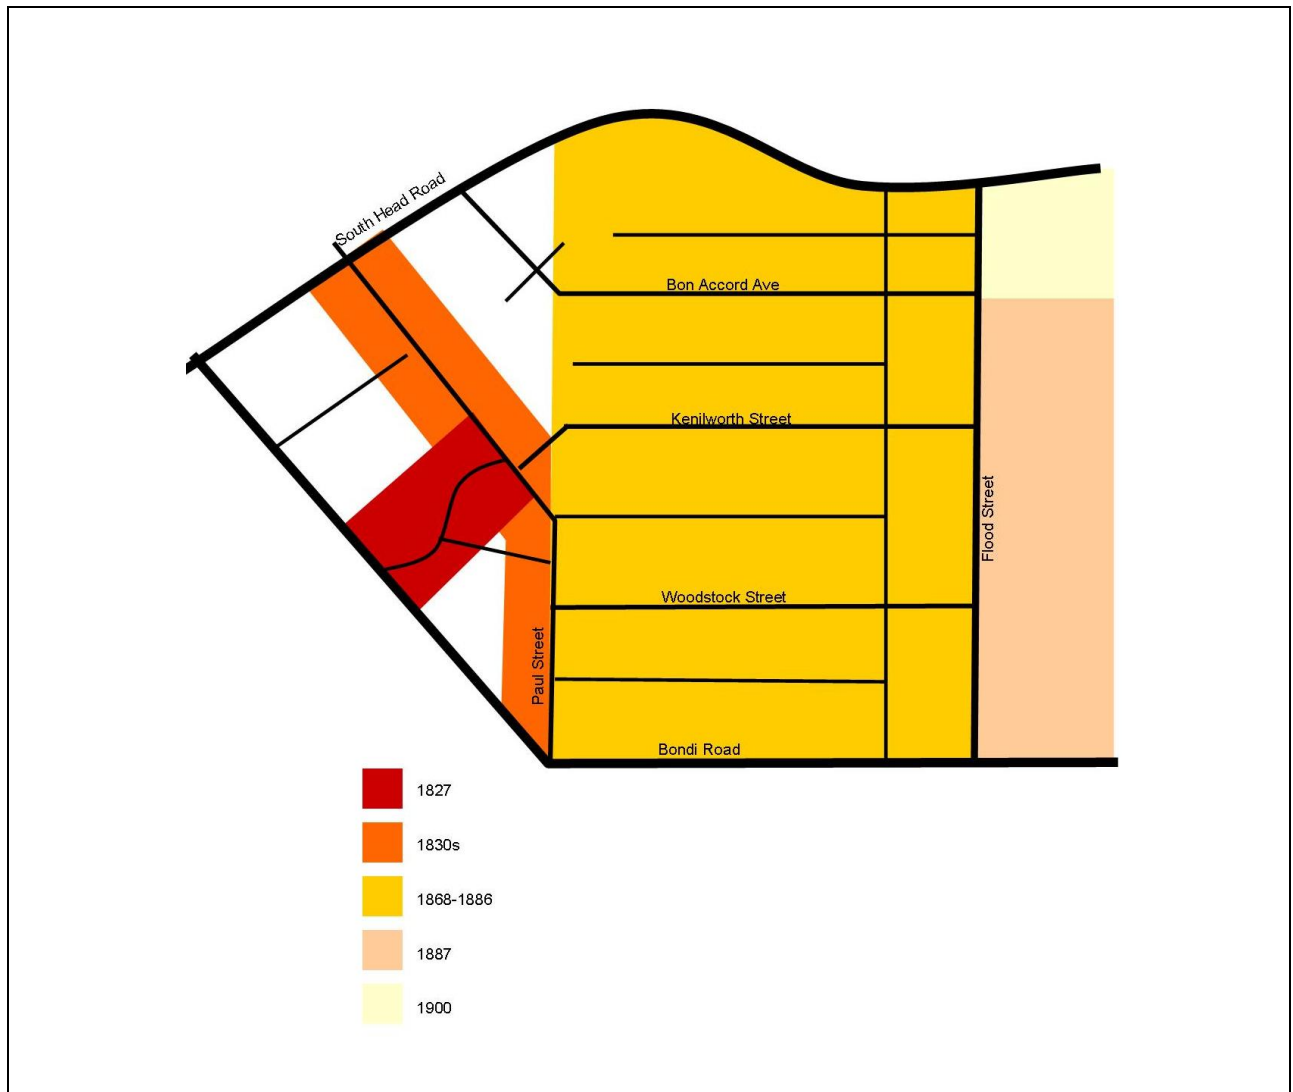 South Head Road
Bon Accord Ave
Kenilworth Street
Flood Street
Woodstock Street
Paul Street
Bondi Road
1827
1830s
1868-1886
1887
1900